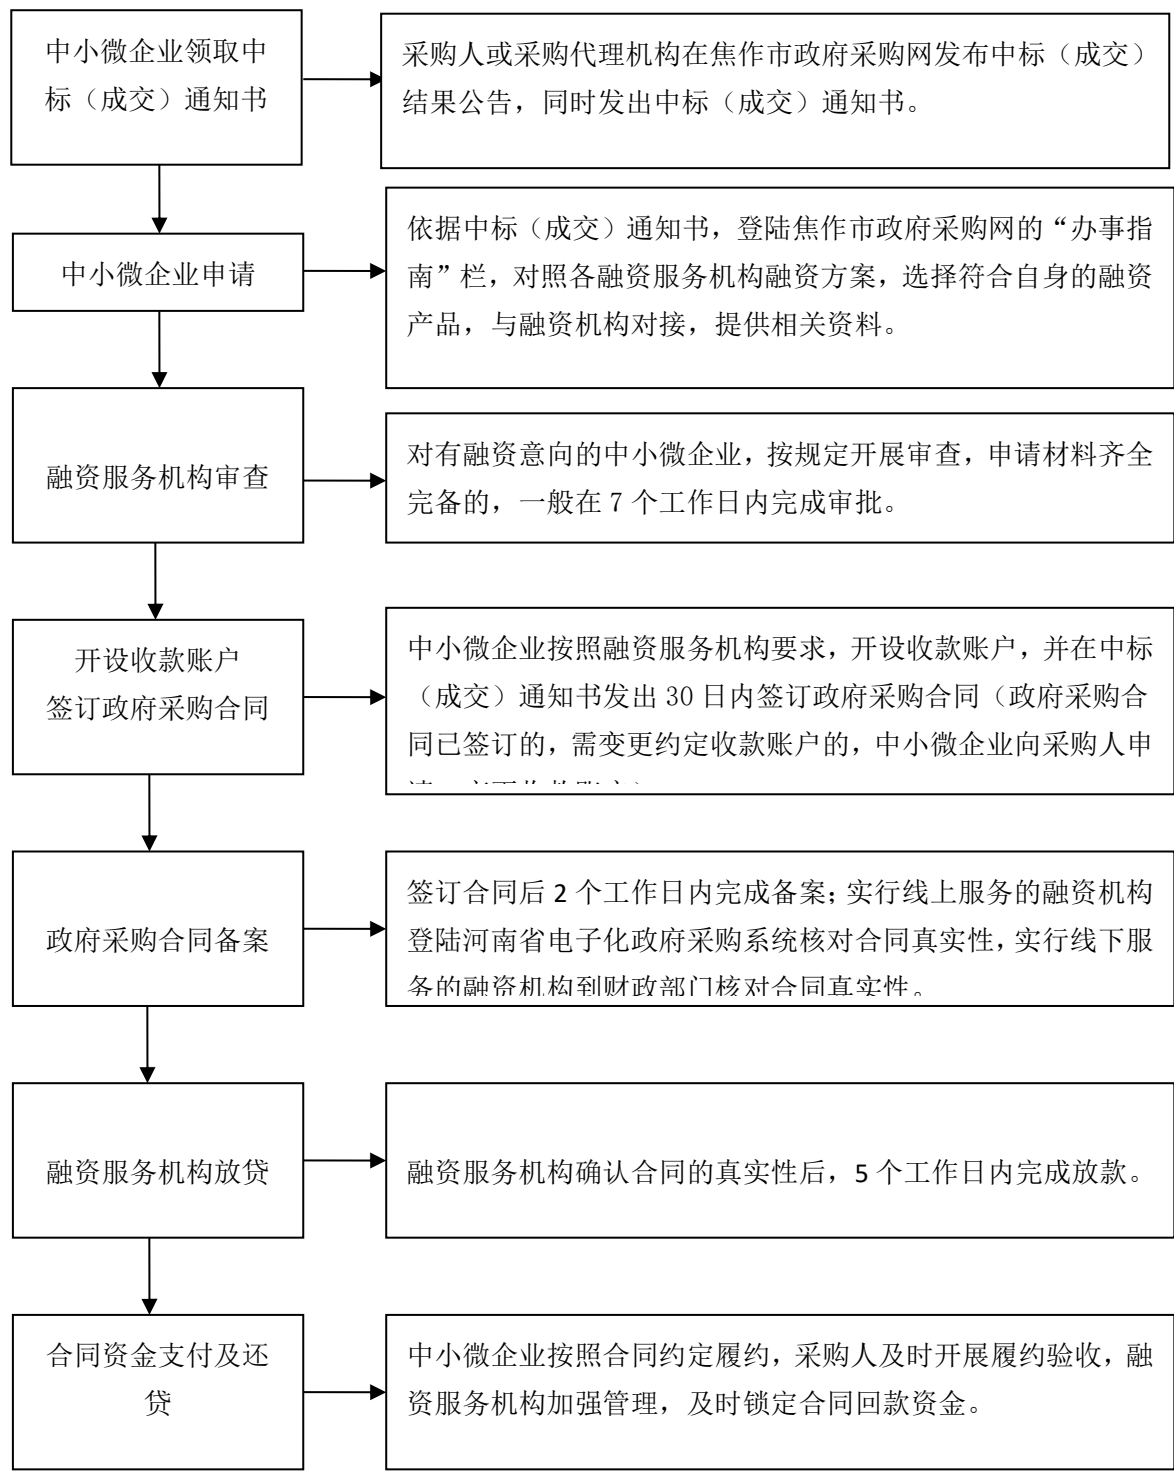 中小微企业领取中
标（成交）通知书
采购人或采购代理机构在焦作市政府采购网发布中标（成交）
结果公告，同时发出中标（成交）通知书。
中小微企业申请
依据中标（成交）通知书，登陆焦作市政府采购网的“办事指
南”栏，对照各融资服务机构融资方案，选择符合自身的融资
产品，与融资机构对接，提供相关资料。
融资服务机构审查
对有融资意向的中小微企业，按规定开展审查，申请材料齐全
完备的，一般在 7 个工作日内完成审批。
开设收款账户
签订政府采购合同
中小微企业按照融资服务机构要求，开设收款账户，并在中标
（成交）通知书发出 30 日内签订政府采购合同（政府采购合
同已签订的，需变更约定收款账户的，中小微企业向采购人申
政府采购合同备案
签订合同后 2 个工作日内完成备案；实行线上服务的融资机构
登陆河南省电子化政府采购系统核对合同真实性，实行线下服
务的融资机构到财政部门核对合同真实性。
融资服务机构放贷
融资服务机构确认合同的真实性后，5 个工作日内完成放款。
合同资金支付及还
贷
中小微企业按照合同约定履约，采购人及时开展履约验收，融
资服务机构加强管理，及时锁定合同回款资金。